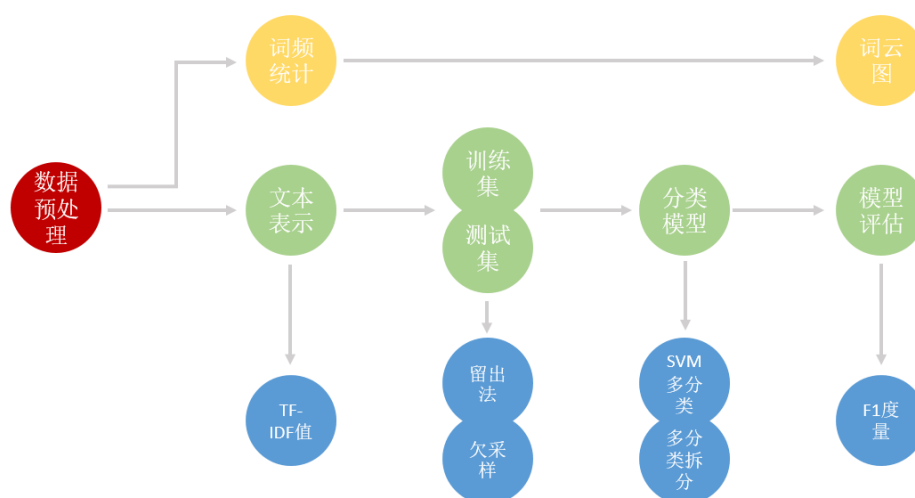 词频
统计
词云
图
数据
预处
理
文本
表示
训练
集
测试
集
分类
模型
模型
评估
TF-
IDF值
留出
法
欠采
样
SVM
多分
类
多分
类拆
分
F1度
量